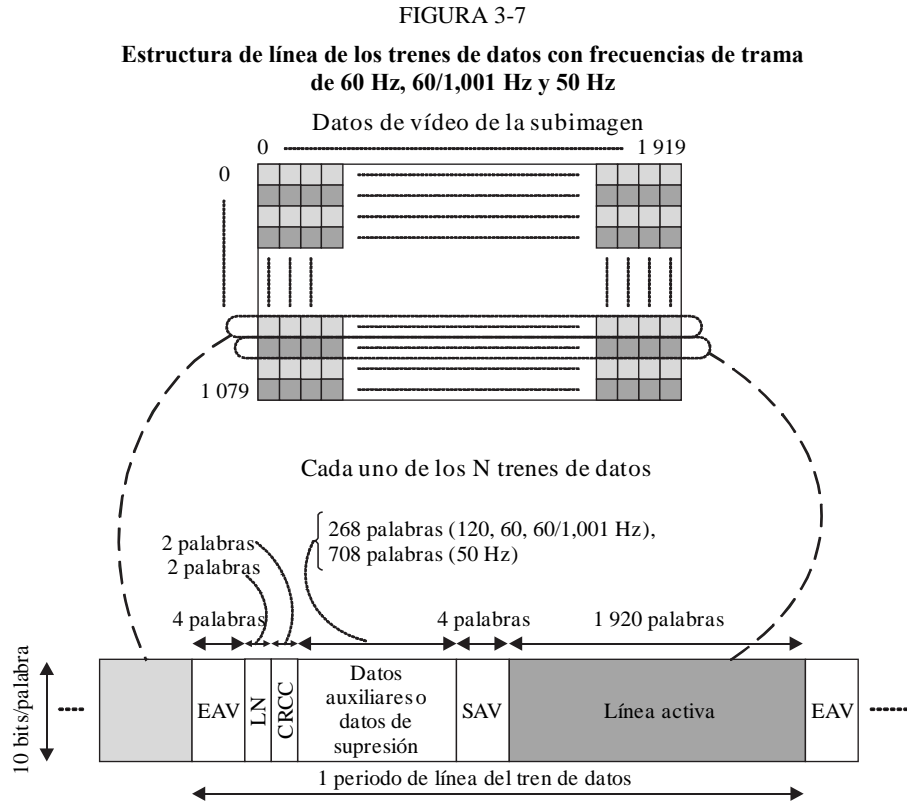 FIGURA 3-7
Estructura de línea de los trenes de datos con frecuencias de trama
de 60 Hz, 60/1,001 Hz y 50 Hz
Datos de vídeo de la subimagen
0
1 919
0
1 079
Cada uno de los N trenes de datos
268 palabras (120, 60, 60/1,001 Hz),
708 palabras (50 Hz)
2 palabras
2 palabras
4 palabras
4 palabras
1 920 palabras
10 bits/palabra
EAV
LN
CRCC
Datos
auxiliares o
datos de
supresión
SAV
Línea activa
EAV
1 periodo de línea del tren de datos